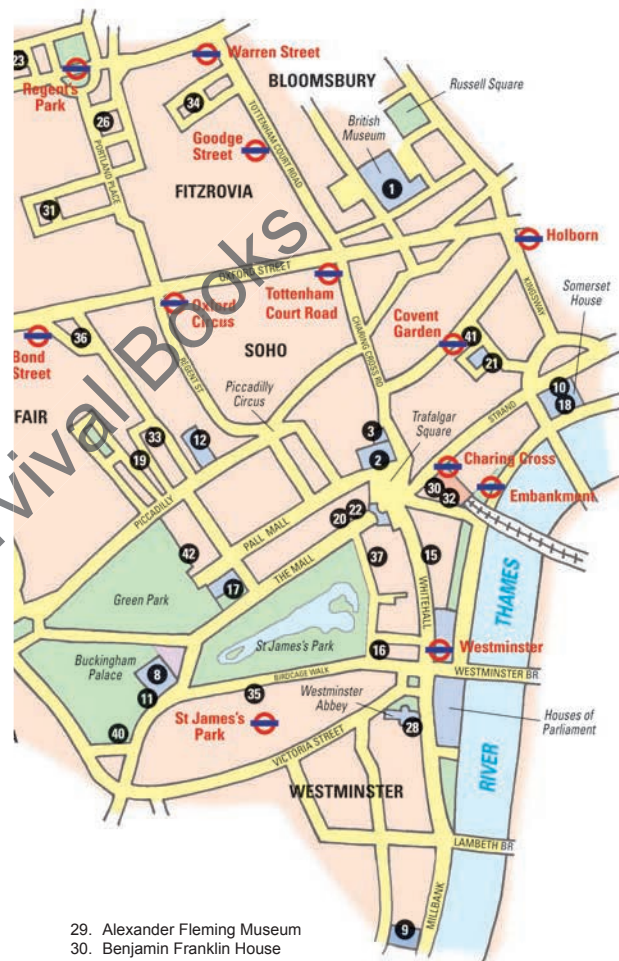 Warren Street
BLOOMSBURY
Russell Square
23
Regent's
Park
34
TOTTENHAM COURT ROAD
British
Museum
26
Goodge
Street
PORTLAND PLACE
1
FITZROVIA
31
Holborn
OXFORD STREET
KINGSWAY
Tottenham
Court Road
Oxford
Circus
Somerset
House
Covent
Garden
41
36
Bond
Street
SOHO
CHARING CROSS RD
21
REGENT ST
Piccadilly
Circus
10
18
FAIR
Trafalgar
Square
STRAND
3
33
12
2
19
Charing Cross
30
32
Embankment
PICCADILLY
22
20
PALL MALL
42
37
15
THE MALL
WHITEHALL
17
Green Park
THAMES
St James's Park
16
Westminster
Buckingham
Palace
8
BIRDCAGE WALK
WESTMINSTER BR
11
35
Westminster
Abbey
St James's
Park
28
Houses of
Parliament
40
VICTORIA STREET
RIVER
WESTMINSTER
LAMBETH BR
MILLBANK
9
29. Alexander Fleming Museum
30. Benjamin Franklin House
vival Books